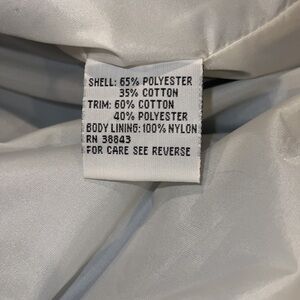 SHELL: 65% POLYESTER
35% COTTON
TRIM: 60% COTTON
40% POLYESTER
BODY LINING: 100% NYLON
RN 38843
FOR CARE SEE REVERSE